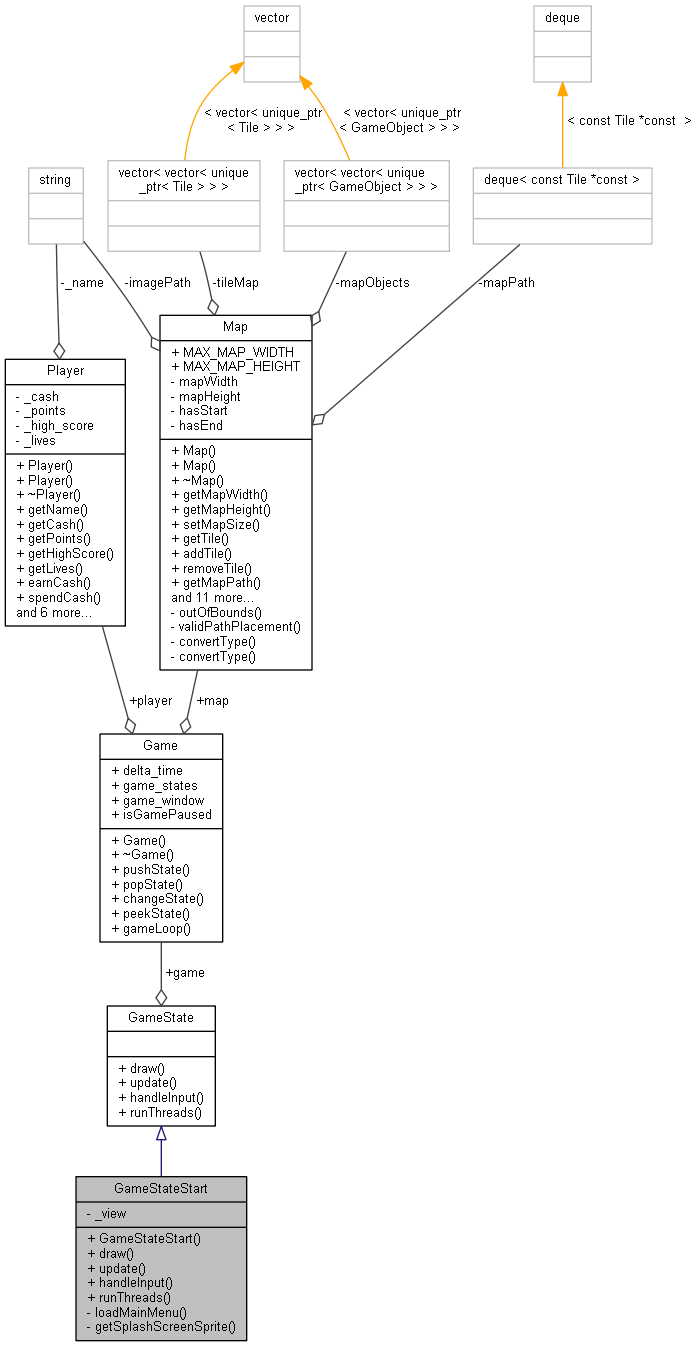 vector
deque
< vector< unique_ptr
< Tile > > >
< vector< unique_ptr
< GameObject > > >
< const Tile *const  >
string
vector< vector< unique
_ptr< Tile > > >
vector< vector< unique
_ptr< GameObject > > >
deque< const Tile *const >
-_name
-imagePath
-tileMap
-mapObjects
-mapPath
Player
- _cash
- _points
- _high_score
- _lives
+ Player()
+ Player()
+ ~Player()
+ getName()
+ getCash()
+ getPoints()
+ getHighScore()
+ getLives()
+ earnCash()
+ spendCash()
and 6 more...
Map
+ MAX_MAP_WIDTH
+ MAX_MAP_HEIGHT
- mapWidth
- mapHeight
- hasStart
- hasEnd
+ Map()
+ Map()
+ ~Map()
+ getMapWidth()
+ getMapHeight()
+ setMapSize()
+ getTile()
+ addTile()
+ removeTile()
+ getMapPath()
and 11 more...
- outOfBounds()
- validPathPlacement()
- convertType()
- convertType()
+player
+map
Game
+ delta_time
+ game_states
+ game_window
+ isGamePaused
+ Game()
+ ~Game()
+ pushState()
+ popState()
+ changeState()
+ peekState()
+ gameLoop()
+game
GameState
+ draw()
+ update()
+ handleInput()
+ runThreads()
GameStateStart
- _view
+ GameStateStart()
+ draw()
+ update()
+ handleInput()
+ runThreads()
- loadMainMenu()
- getSplashScreenSprite()